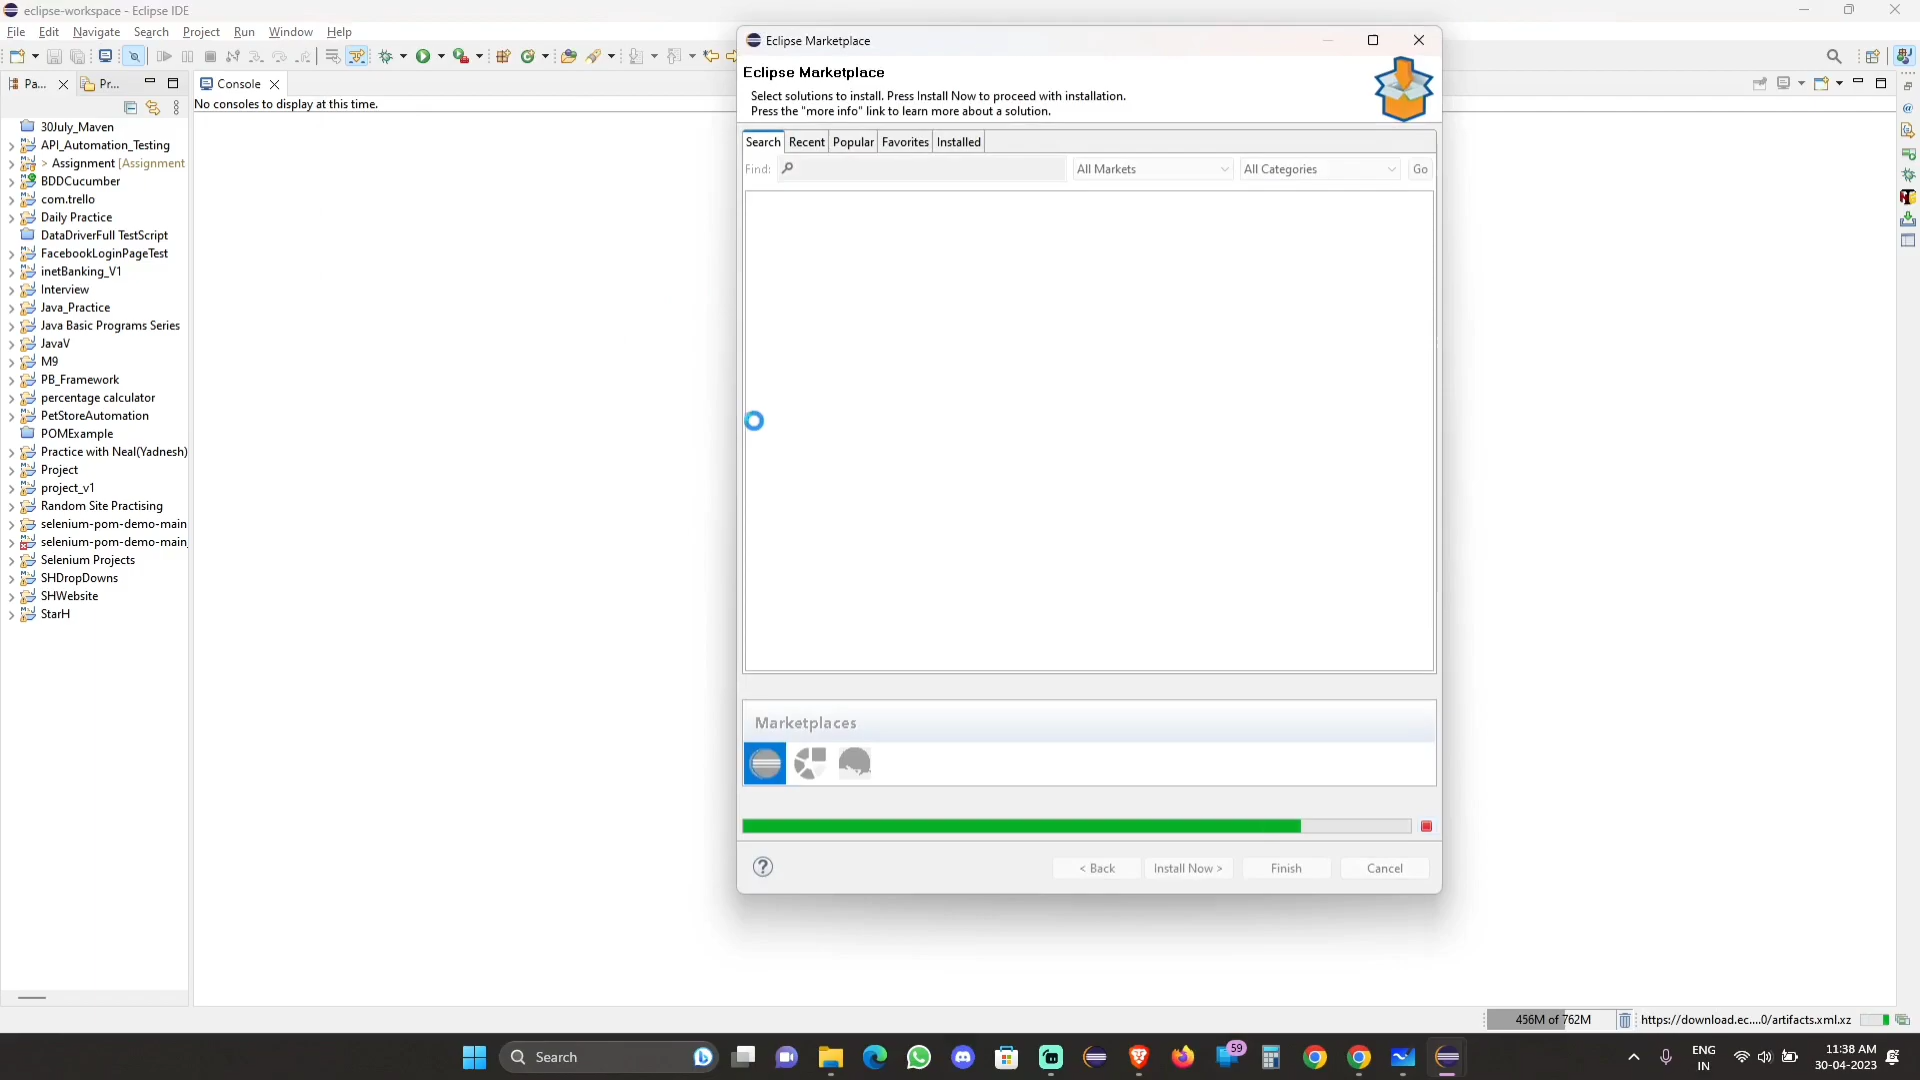 eclipse-workspace - Eclipse IDE
File Edit Navigate Search Project Run Window Help
Pa...
Pr...
30July_Maven
API_Automation_Testing
> Assignment [Assignment
BDDCucumber
com.trello
Daily Practice
DataDriverFull TestScript
FacebookLoginPageTest
inetBanking_V1
Interview
Java_Practice
Java Basic Programs Series
JavaV
M9
PB_Framework
percentage calculator
PetStoreAutomation
POMExample
Practice with Neal(Yadnesh)
Project
project_v1
Random Site Practising
selenium-pom-demo-main
selenium-pom-demo-main_
Selenium Projects
SHDropDowns
SHWebsite
StarH
Console
No consoles to display at this time.
Eclipse Marketplace
Eclipse Marketplace
Select solutions to install. Press Install Now to proceed with installation.
Press the "more info" link to learn more about a solution.
Search Recent Popular Favorites Installed
Find: All Markets All Categories Go
Marketplaces
< Back Install Now > Finish Cancel
456M of 762M https://download.ec....0/artifacts.xml.xz
Search
59
ENG
IN
11:38 AM
30-04-2023